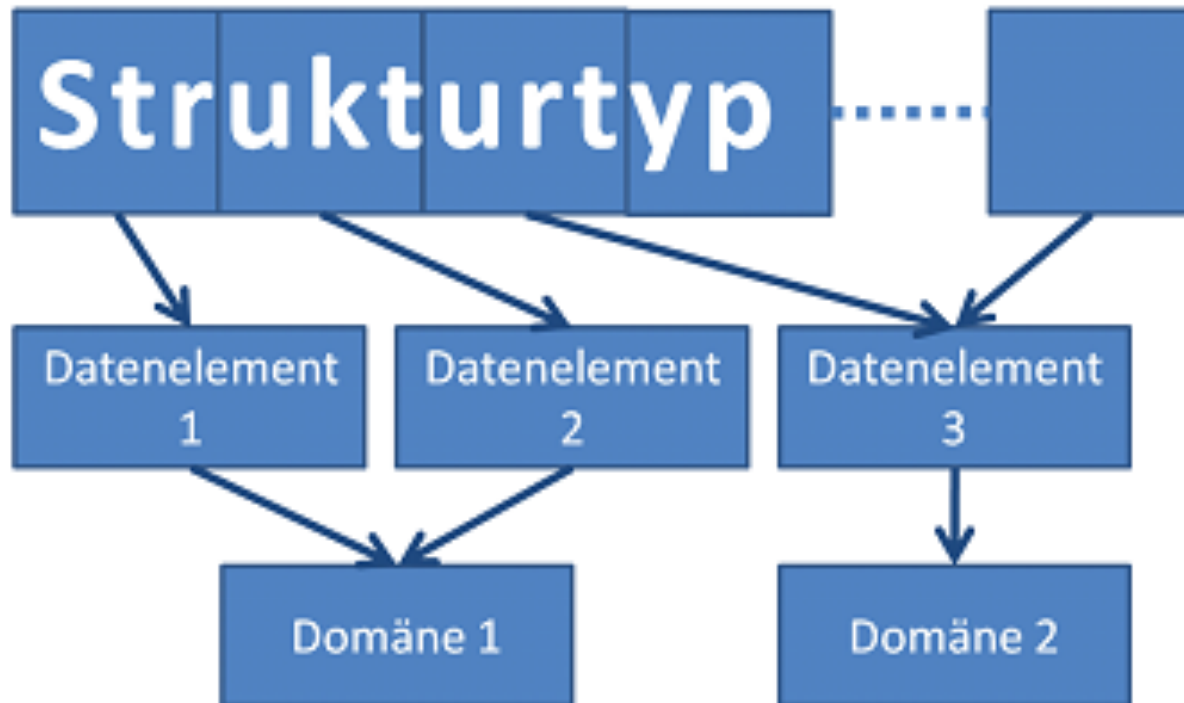 Strukturtyp
Datenelement
1
Datenelement
2
Datenelement
3
Domäne 1
Domäne 2